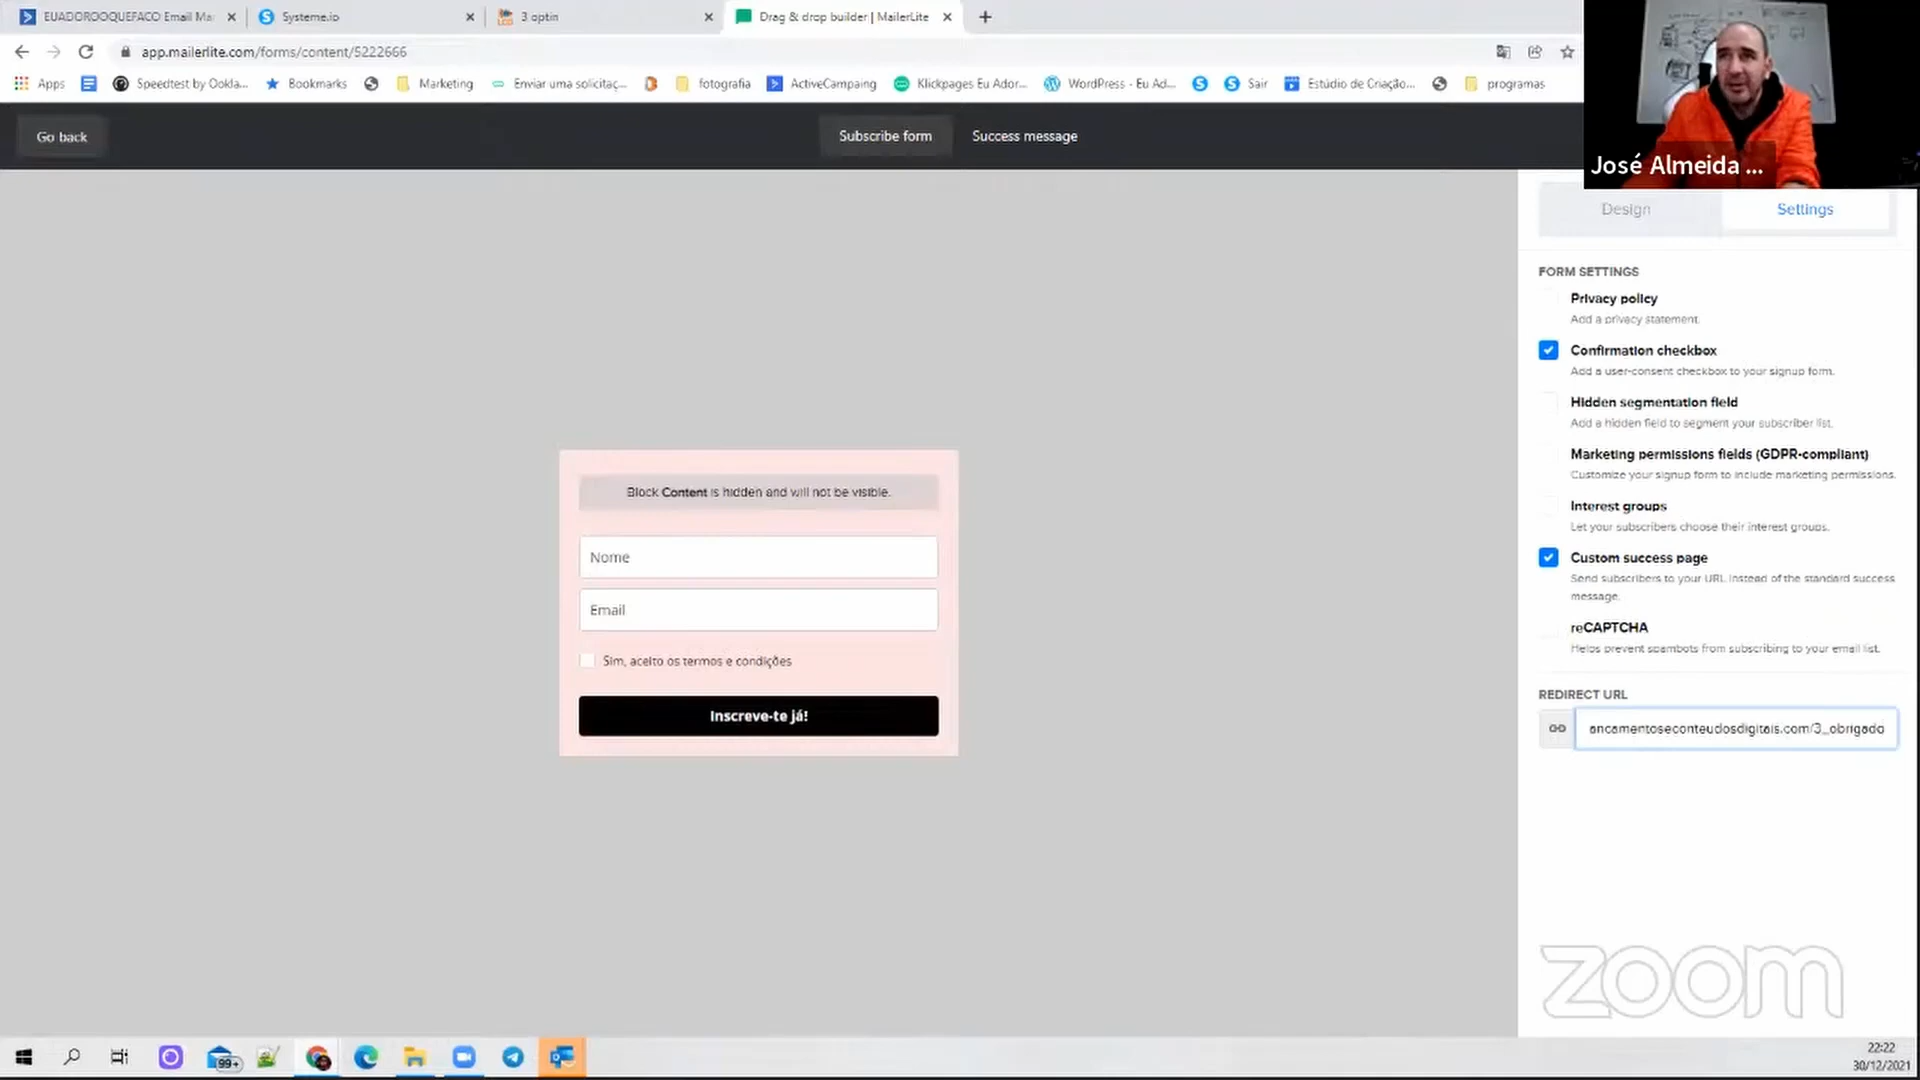 EUADOROOQUEFACO Email Ma
Systeme.io
3 optin
Drag & drop builder | MailerLite
app.mailerlite.com/forms/content/5222666
Apps
Speedtest by Ookla...
Bookmarks
Marketing
Enviar uma solicitaç...
fotografia
ActiveCampaing
Klickpages Eu Ador...
WordPress - Eu Ad...
Sair
Estúdio de Criação...
programas
José Almeida ...
Go back
Subscribe form
Success message
Design
Settings
FORM SETTINGS
Privacy policy
Add a privacy statement.
Confirmation checkbox
Add a user-consent checkbox to your signup form.
Hidden segmentation field
Add a hidden field to segment your subscriber list.
Marketing permissions fields (GDPR-compliant)
Customize your signup form to include marketing permissions.
Interest groups
Let your subscribers choose their interest groups.
Custom success page
Send subscribers to your URL instead of the standard success
message.
reCAPTCHA
Helps prevent spambots from subscribing to your email list.
REDIRECT URL
ancamentoseconteudosdigitais.com/3_obrigado
Block Content is hidden and will not be visible.
Nome
Email
Sim, aceito os termos e condições
Inscreve-te já!
zoom
99+
22:22
30/12/2021